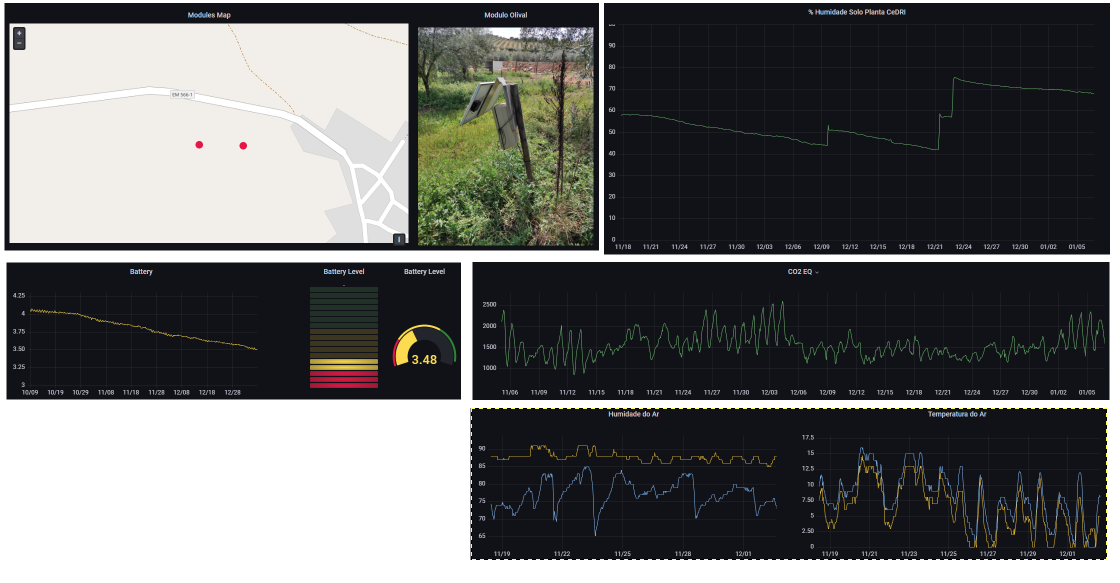 Modules Map
+
−
EM 566-1
i
Modulo Olival
% Humidade Solo Planta CeDRI
80
90
80
70
60
50
40
30
20
10
0
11/18 11/21 11/24 11/27 11/30 12/03 12/06 12/09 12/12 12/15 12/18 12/21 12/24 12/27 12/30 01/02 01/05
Battery
4.25
4
3.75
3.50
3.25
3
10/09 10/19 10/29 11/08 11/18 11/28 12/08 12/18 12/28
Battery Level
Battery Level
3.48
CO2 EQ
2500
2000
1500
1000
11/06 11/09 11/12 11/15 11/18 11/21 11/24 11/27 11/30 12/03 12/06 12/09 12/12 12/15 12/18 12/21 12/24 12/27 12/30 01/02 01/05
Humidade do Ar
90
85
80
75
70
65
11/19 11/22 11/25 11/28 12/01
Temperatura do Ar
17.5
15
12.5
10
7.5
5
2.5
0
11/19 11/21 11/23 11/25 11/27 11/29 12/01